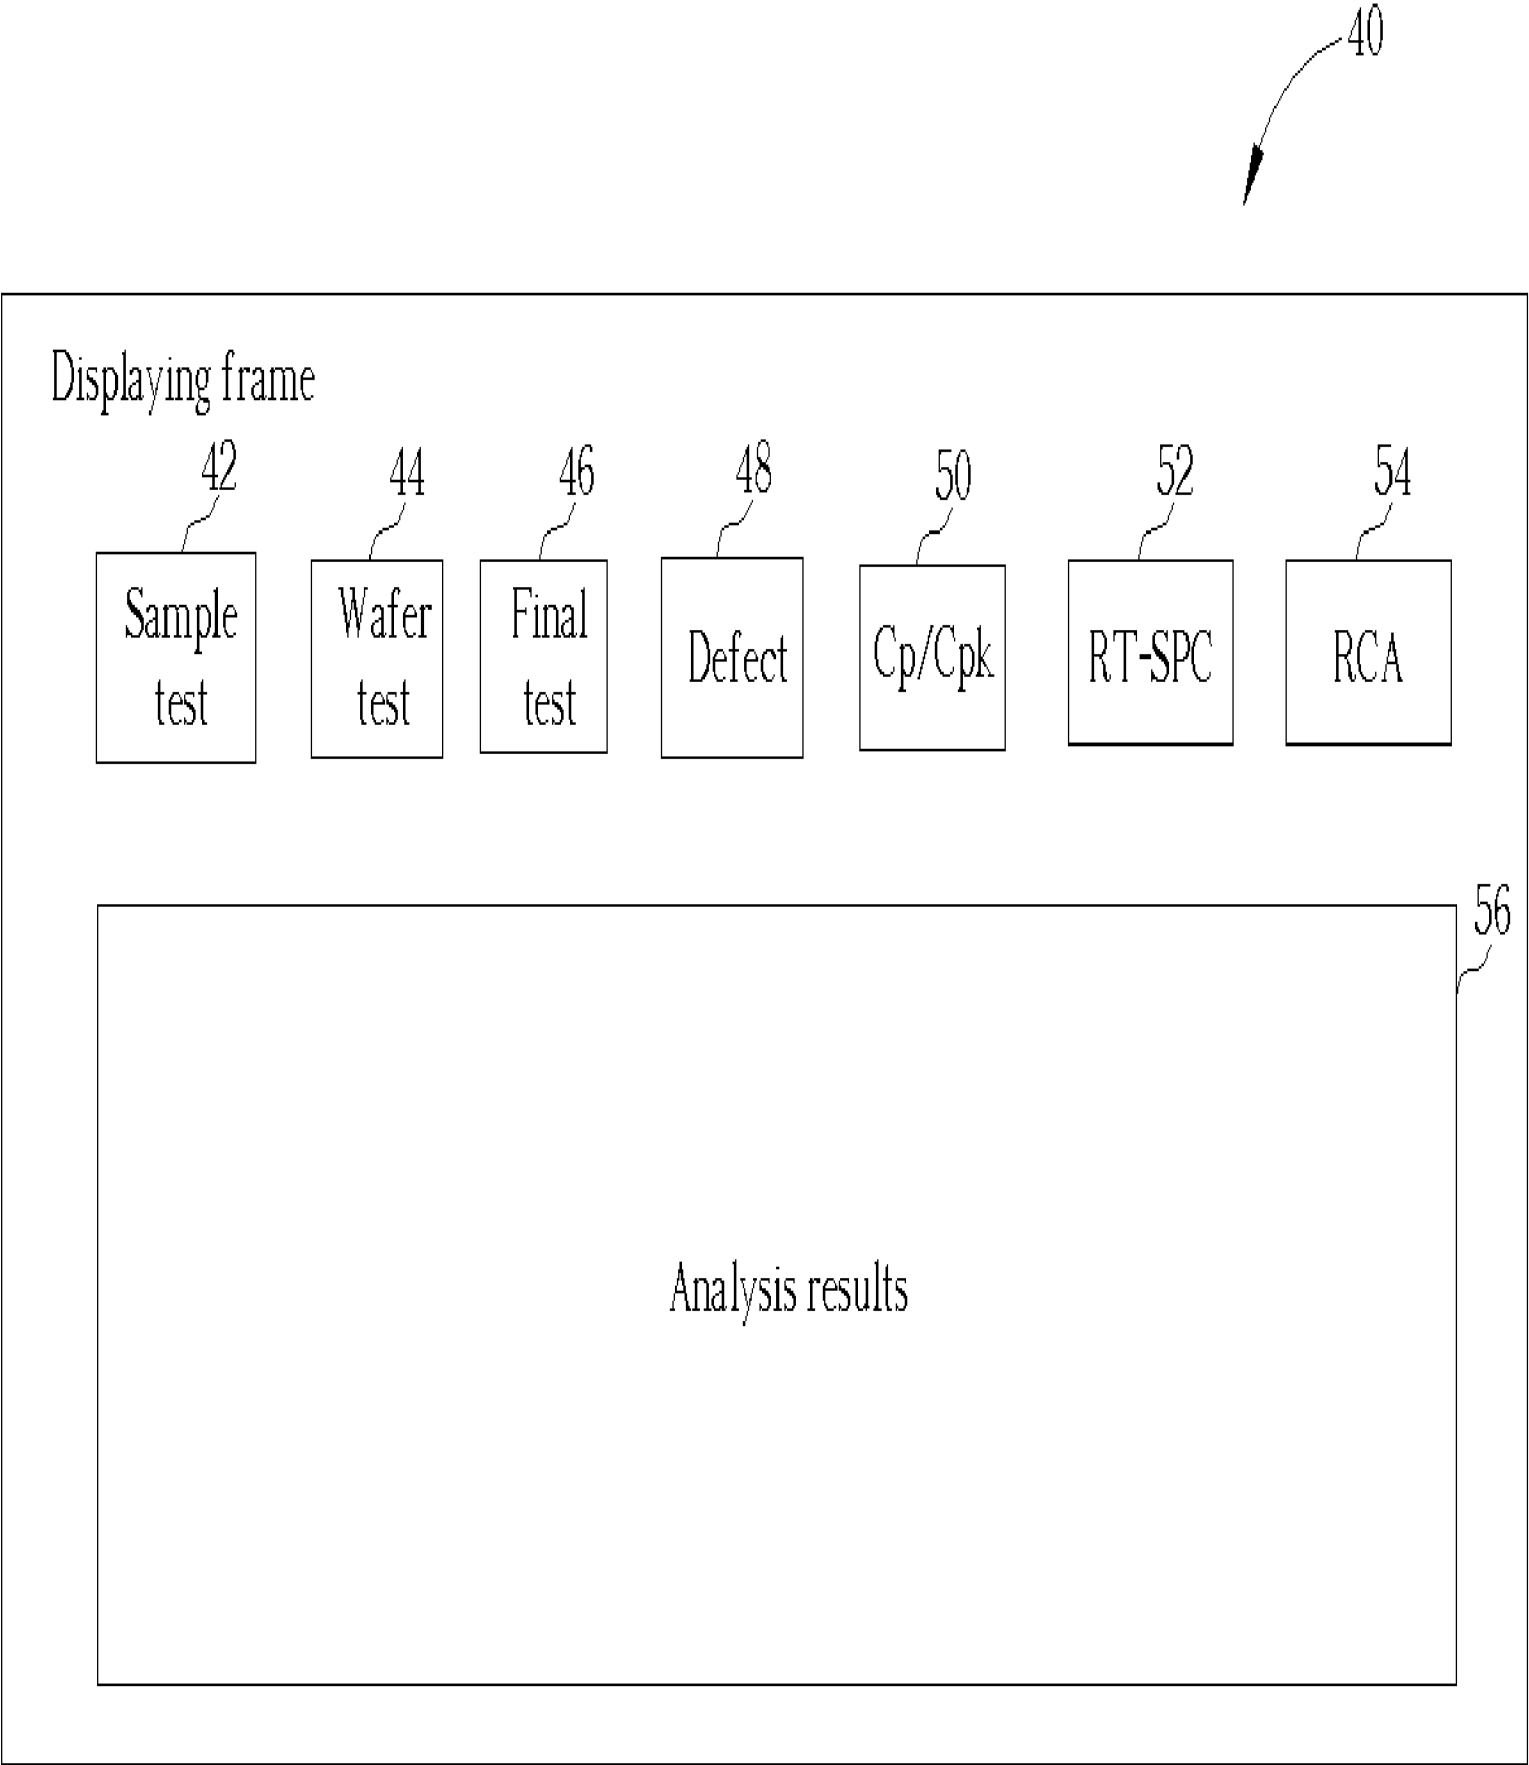 40
Displaying frame
42
44
46
48
50
52
54
Sample
test
Wafer
test
Final
test
Defect
Cp/Cpk
RT-SPC
RCA
56
Analysis results